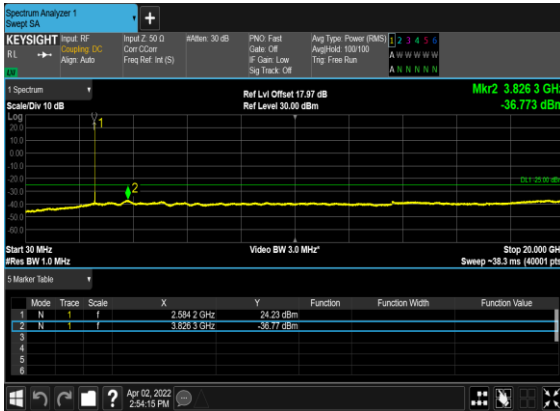 Spectrum Analyzer 1
Swept SA
KEYSIGHT Input: RF Input Z: 50 Ω #Atten: 30 dB PNO: Fast Avg Type: Power (RMS) 1 2 3 4 5 6
RL Coupling: DC Corr CCorr Gate: Off Avg|Hold: 100/100 A W W W W W
Align: Auto Freq Ref: Int (S) IF Gain: Low Trig: Free Run
Sig Track: Off A N N N N N
1 Spectrum Ref Lvl Offset 17.97 dB Mkr2 3.826 3 GHz
Scale/Div 10 dB Ref Level 30.00 dBm -36.773 dBm
Log
20.0
10.0
0.00
-10.0
-20.0
-30.0
-40.0
-50.0
-60.0
1
2
DL1 -25.00 dBm
Start 30 MHz Video BW 3.0 MHz* Stop 20.000 GHz
#Res BW 1.0 MHz Sweep ~38.3 ms (40001 pts)
5 Marker Table
Mode Trace Scale X Y Function Function Width Function Value
1 N 1 f 2.584 2 GHz 24.23 dBm
2 N 1 f 3.826 3 GHz -36.77 dBm
3
4
5
6
? Apr 02, 2022
2:54:15 PM